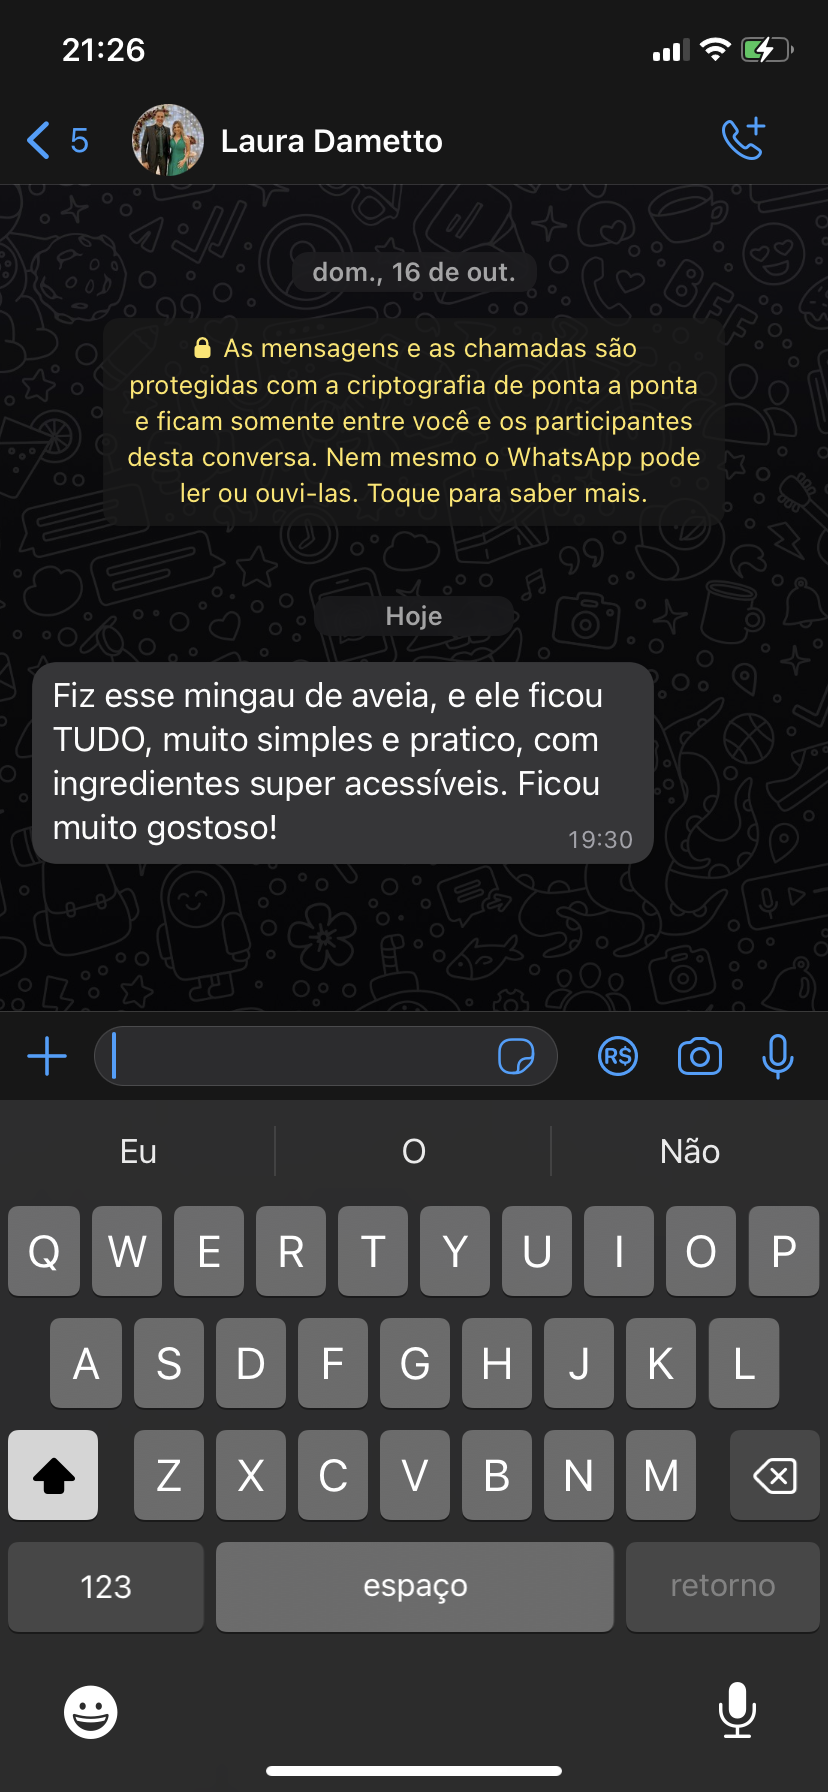 21:26
5
Laura Dametto
dom., 16 de out.
As mensagens e as chamadas são
protegidas com a criptografia de ponta a ponta
e ficam somente entre você e os participantes
desta conversa. Nem mesmo o WhatsApp pode
ler ou ouvi-las. Toque para saber mais.
BFF
Hoje
Fiz esse mingau de aveia, e ele ficou
TUDO, muito simples e pratico, com
ingredientes super acessíveis. Ficou
muito gostoso!
19:30
R$
Eu O Não
Q W E R T Y U I O P
A S D F G H J K L
Z X C V B N M
123 espaço retorno